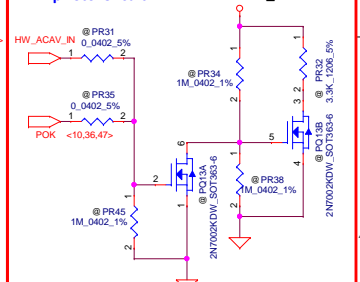 @ PR31
0_0402_5%
HW_ACAV_IN
1
2
@ PR35
0_0402_5%
1
2
POK
<10,36,47>
@ PR34
1M_0402_1%
1
2
@ PR32
3.3K_1206_5%
1
2
3
5
4
@ PQ13B
2N7002KDW_SOT363-6
6
2
1
@ PQ13A
2N7002KDW_SOT363-6
@ PR38
1M_0402_1%
1
2
@ PR45
1M_0402_1%
1
2